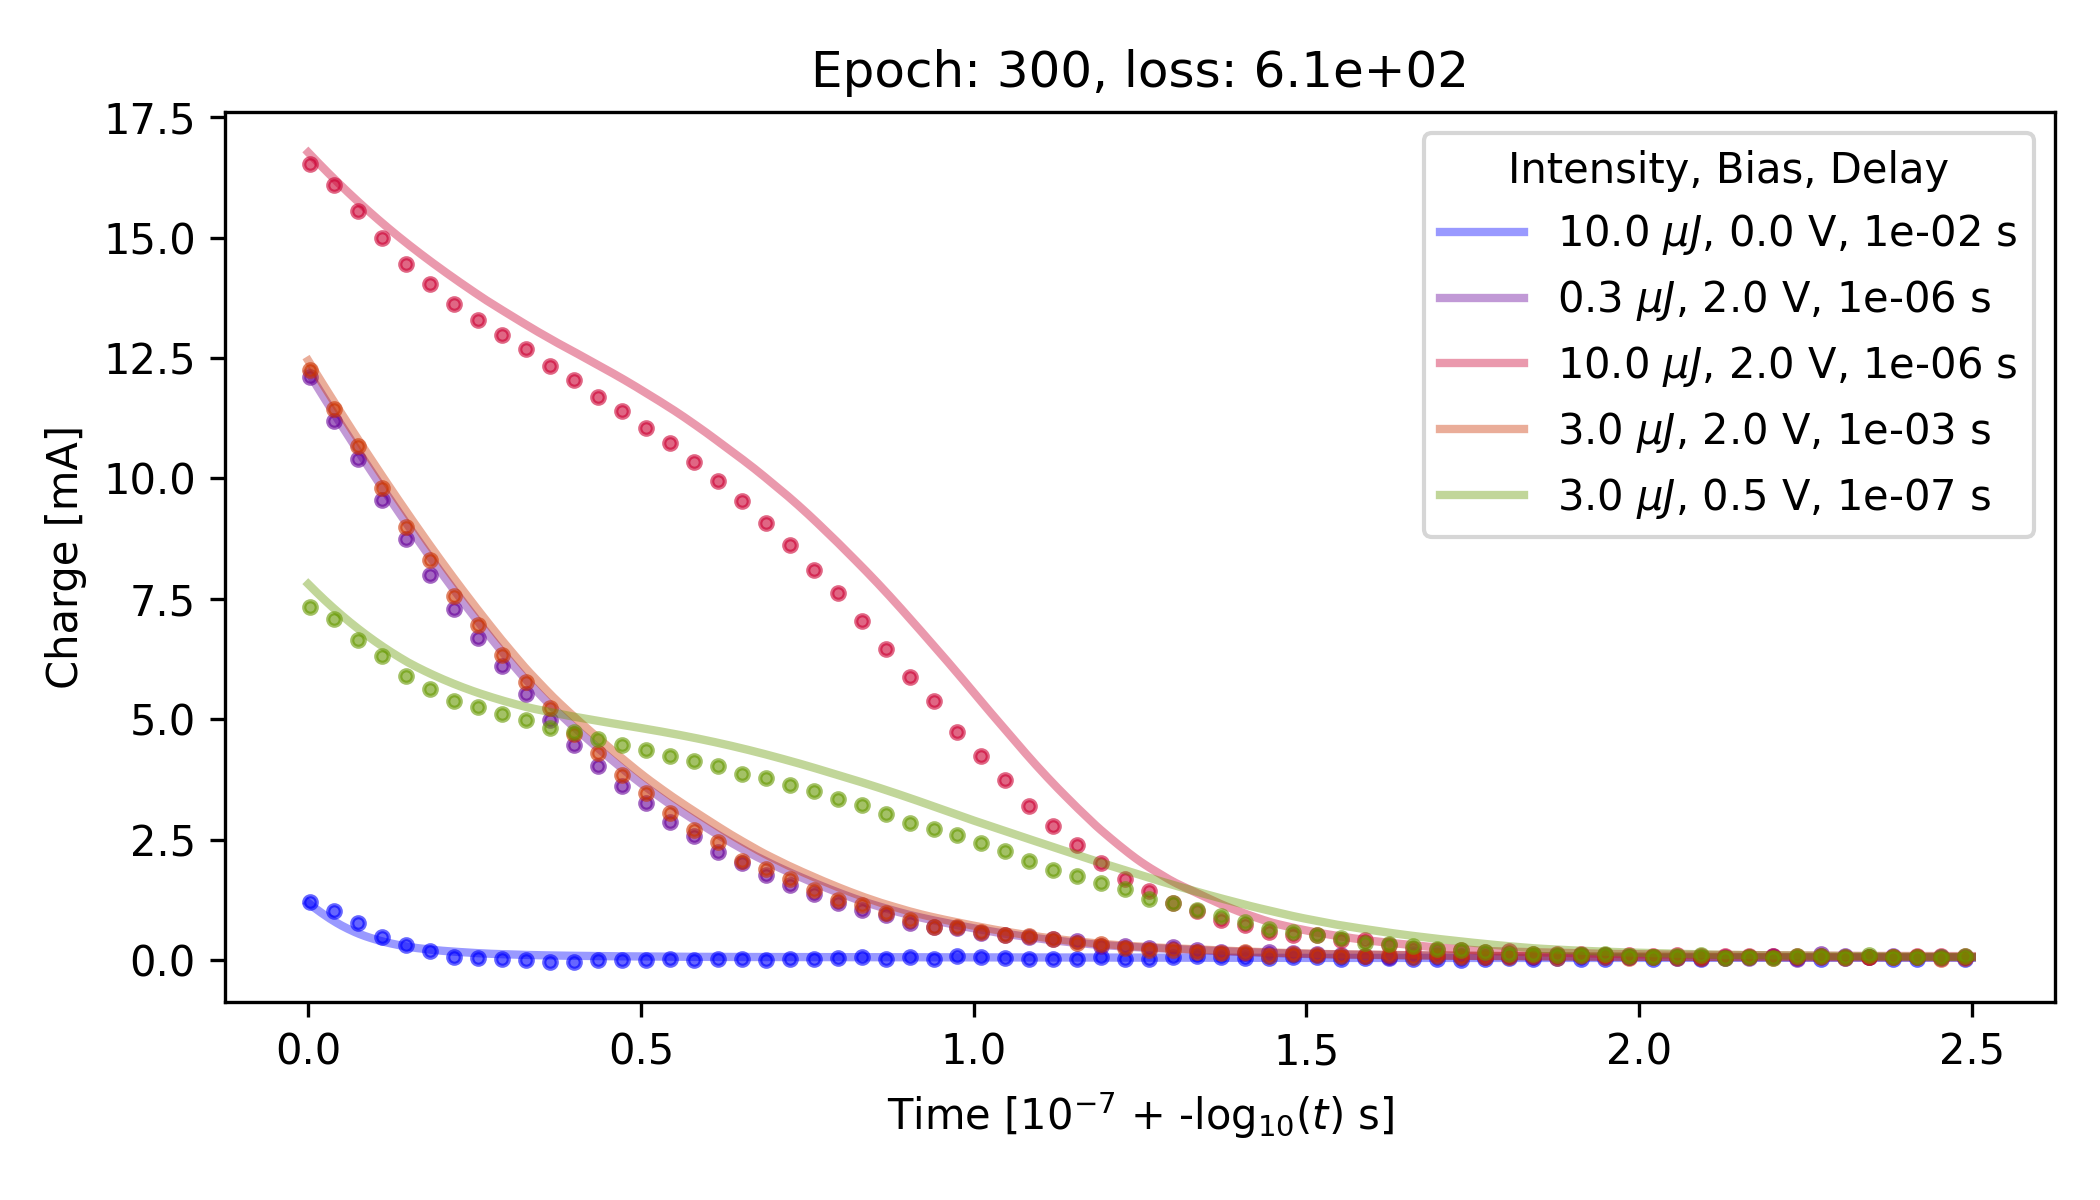 Epoch: 300, loss: 6.1e+02
17.5
15.0
12.5
10.0
7.5
5.0
2.5
0.0
Charge [mA]
Intensity, Bias, Delay
10.0 μJ, 0.0 V, 1e-02 s
0.3 μJ, 2.0 V, 1e-06 s
10.0 μJ, 2.0 V, 1e-06 s
3.0 μJ, 2.0 V, 1e-03 s
3.0 μJ, 0.5 V, 1e-07 s
0.0 0.5 1.0 1.5 2.0 2.5
Time [10⁻⁷ + -log₁₀(t) s]